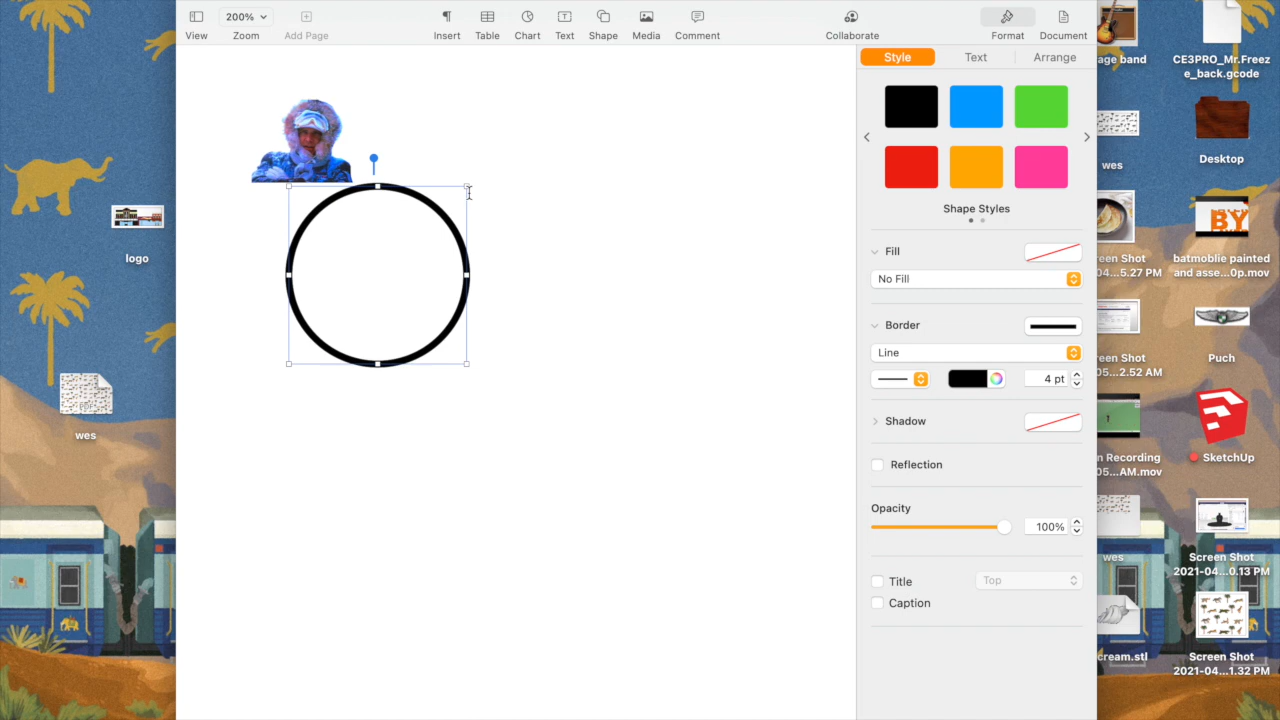 200%
View
Zoom
Add Page
Insert
Table
Chart
Text
Shape
Media
Comment
Collaborate
Format
Document
Style
Text
Arrange
Shape Styles
Fill
No Fill
Border
Line
4 pt
Shadow
Reflection
Opacity
100%
Title
Top
Caption
logo
PDF
wes
age band
wes
reen Shot
04...5.27 PM
reen Shot
05...2.52 AM
n Recording
05...AM.mov
wes
cream.stl
CE3PRO_Mr.Freez
e_back.gcode
Desktop
BY
batmoblie painted
and asse...0p.mov
Puch
SketchUp
Screen Shot
2021-04...0.13 PM
Screen Shot
2021-04...1.32 PM